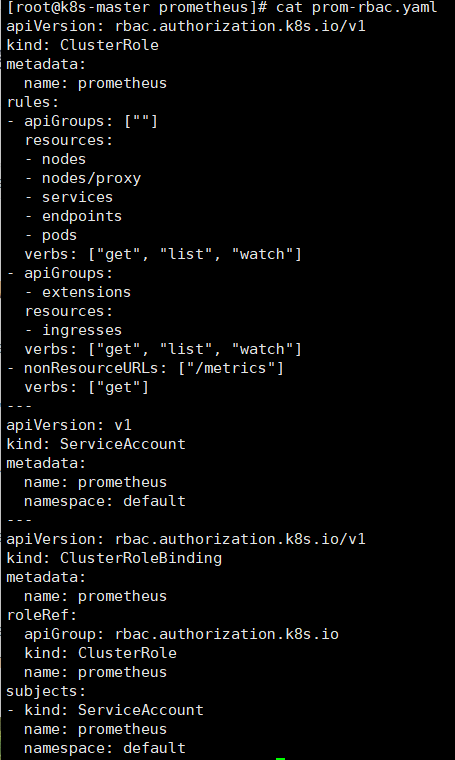 [root@k8s-master prometheus]# cat prom-rbac.yaml
apiVersion: rbac.authorization.k8s.io/v1
kind: ClusterRole
metadata:
  name: prometheus
rules:
- apiGroups: [""]
  resources:
  - nodes
  - nodes/proxy
  - services
  - endpoints
  - pods
  verbs: ["get", "list", "watch"]
- apiGroups:
  - extensions
  resources:
  - ingresses
  verbs: ["get", "list", "watch"]
- nonResourceURLs: ["/metrics"]
  verbs: ["get"]
---
apiVersion: v1
kind: ServiceAccount
metadata:
  name: prometheus
  namespace: default
---
apiVersion: rbac.authorization.k8s.io/v1
kind: ClusterRoleBinding
metadata:
  name: prometheus
roleRef:
  apiGroup: rbac.authorization.k8s.io
  kind: ClusterRole
  name: prometheus
subjects:
- kind: ServiceAccount
  name: prometheus
  namespace: default